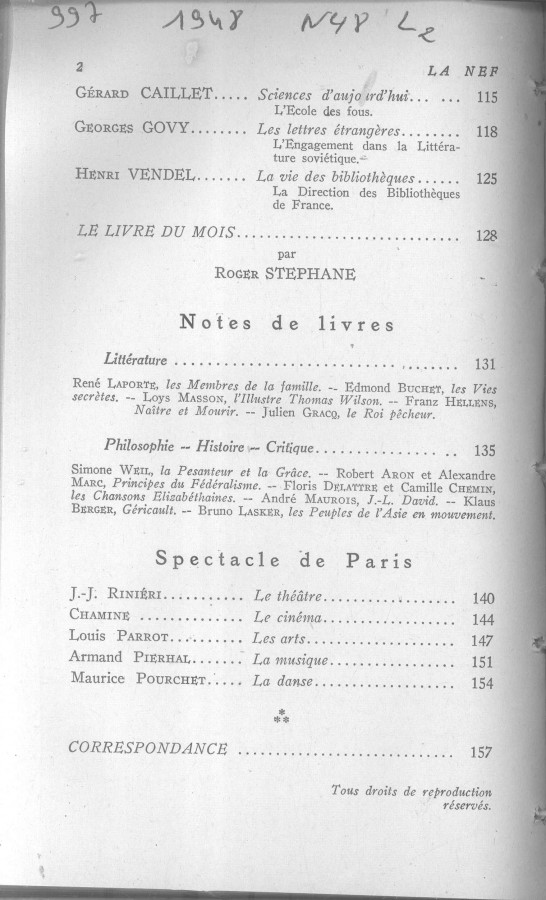 997 1948 N48 L2
2 LA NEF
GÉRARD CAILLET..... Sciences d'aujourd'hui... ... 115
L'Ecole des fous.
GEORGES GOVY........ Les lettres étrangères........ 118
L'Engagement dans la Littéra-
ture soviétique.
HENRI VENDEL....... La vie des bibliothèques...... 125
La Direction des Bibliothèques
de France.
LE LIVRE DU MOIS............................. 128
par
ROGER STEPHANE
Notes de livres
Littérature ..................................... 131
René LAPORTE, les Membres de la famille. -- Edmond BUCHET, les Vies
secrètes. -- Loys MASSON, l'Illustre Thomas Wilson. -- Franz HELLENS,
Naître et Mourir. -- Julien GRACQ, le Roi pêcheur.
Philosophie -- Histoire -- Critique.................. 135
Simone WEIL, la Pesanteur et la Grâce. -- Robert ARON et Alexandre
MARC, Principes du Fédéralisme. -- Floris DELATTRE et Camille CHEMIN,
les Chansons Elizabéthaines. -- André MAUROIS, J.-L. David. -- Klaus
BERGER, Géricault. -- Bruno LASKER, les Peuples de l'Asie en mouvement.
Spectacle de Paris
J.-J. RINIÉRI........... Le théâtre................... 140
CHAMINE .............. Le cinéma................... 144
Louis PARROT.......... Les arts..................... 147
Armand PIERHAL....... La musique.................. 151
Maurice POURCHET..... La danse.................... 154
*
**
CORRESPONDANCE ............................ 157
Tous droits de reproduction
réservés.